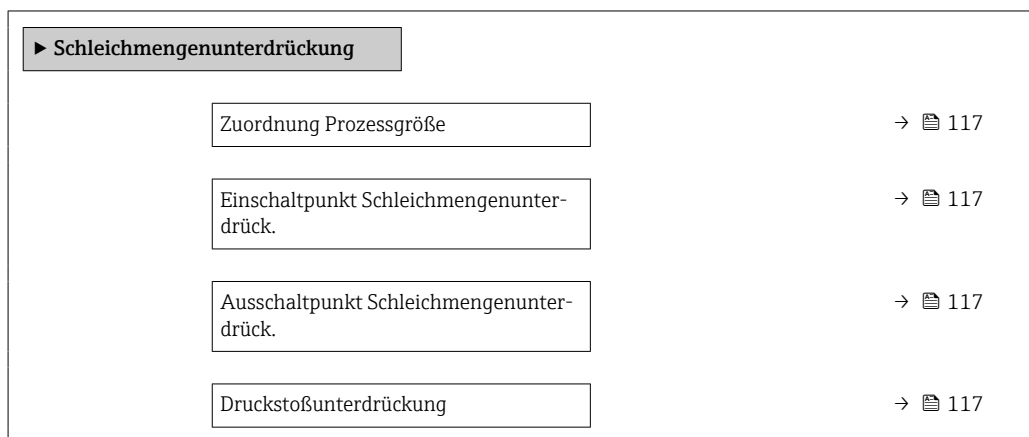 ▶ Schleichmengenunterdrückung
Zuordnung Prozessgröße → 117
Einschaltpunkt Schleichmengenunter-
drück. → 117
Ausschaltpunkt Schleichmengenunter-
drück. → 117
Druckstoßunterdrückung → 117